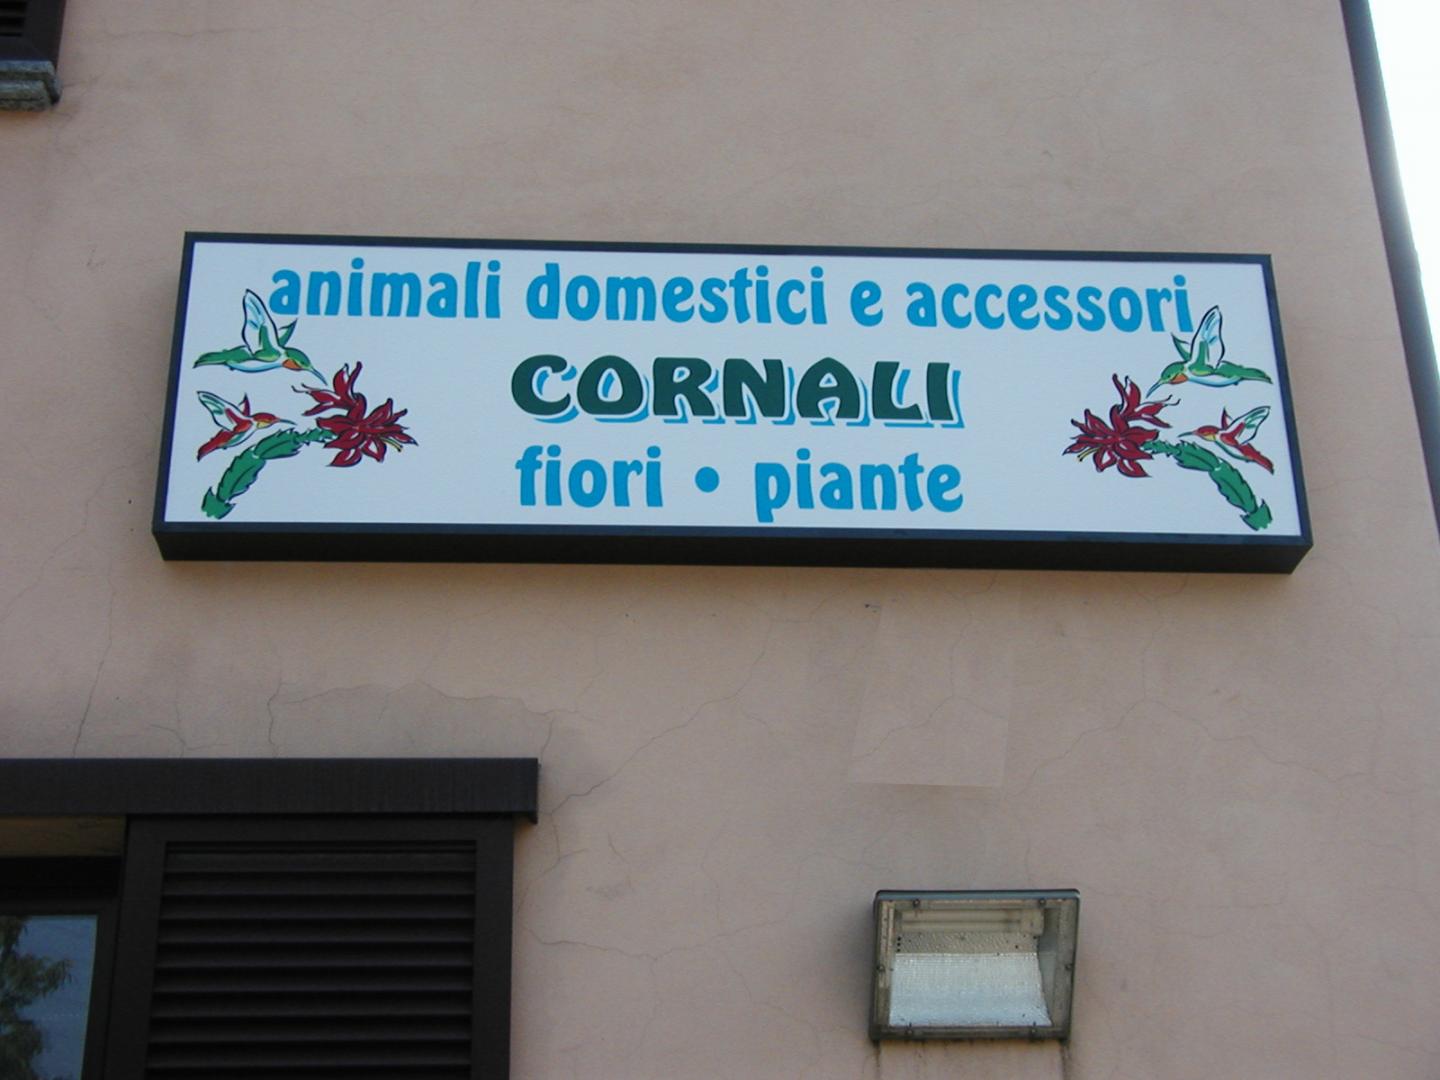 animali domestici e accessori
CORNALI
fiori • piante